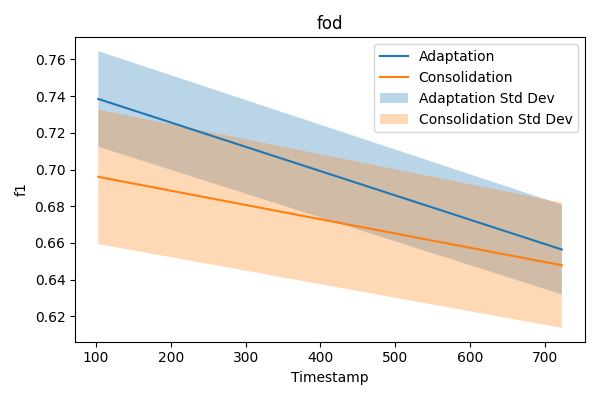 fod
Adaptation
Consolidation
Adaptation Std Dev
Consolidation Std Dev
f1
0.76
0.74
0.72
0.70
0.68
0.66
0.64
0.62
100 200 300 400 500 600 700
Timestamp